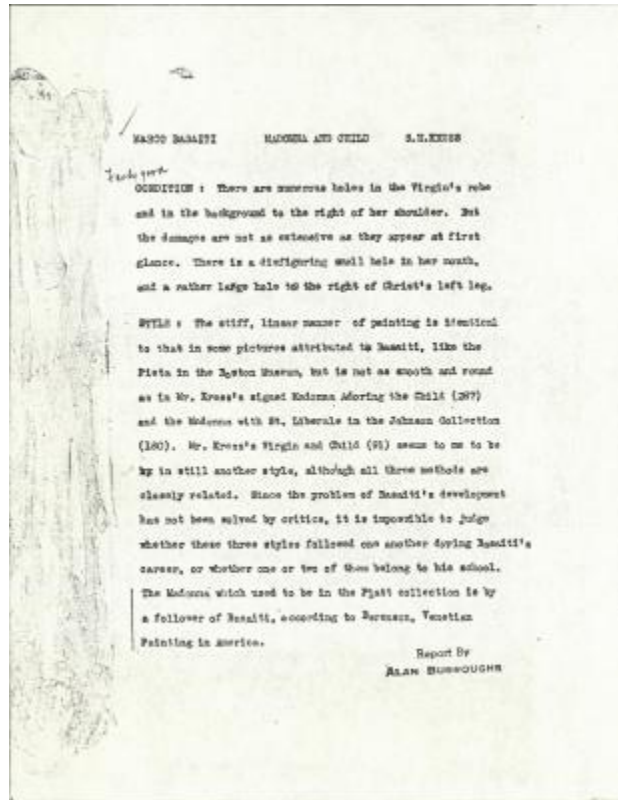 MARCO BASAITI MADONNA AND CHILD S.H.KRESS
CONDITION : There are numerous holes in the Virgin's robe
and in the background to the right of her shoulder. But
the damages are not as extensive as they appear at first
glance. There is a disfiguring small hole in her mouth,
and a rather large hole to the right of Christ's left leg.
STYLE : The stiff, linear manner of painting is identical
to that in some pictures attributed to Basaiti, like the
Pieta in the Boston Museum, but is not as smooth and round
as in Mr. Kress's signed Madonna Adoring the Child (287)
and the Madonna with St. Liberale in the Johnson Collection
(180). Mr. Kress's Virgin and Child (91) seems to me to be
by in still another style, although all three methods are
closely related. Since the problem of Basaiti's development
has not been solved by critics, it is impossible to judge
whether these three styles followed one another during Basaiti's
career, or whether one or two of them belong to his school.
The Madonna which used to be in the Platt collection is by
a follower of Basaiti, according to Berenson, Venetian
Painting in America.
Report By
ALAN BURROUGHS